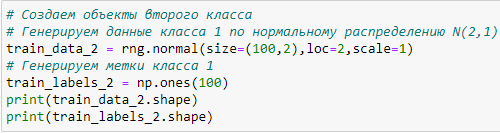 # Создаем объекты второго класса
# Генерируем данные класса 1 по нормальному распределению N(2,1)
train_data_2 = rng.normal(size=(100,2),loc=2,scale=1)
# Генерируем метки класса 1
train_labels_2 = np.ones(100)
print(train_data_2.shape)
print(train_labels_2.shape)